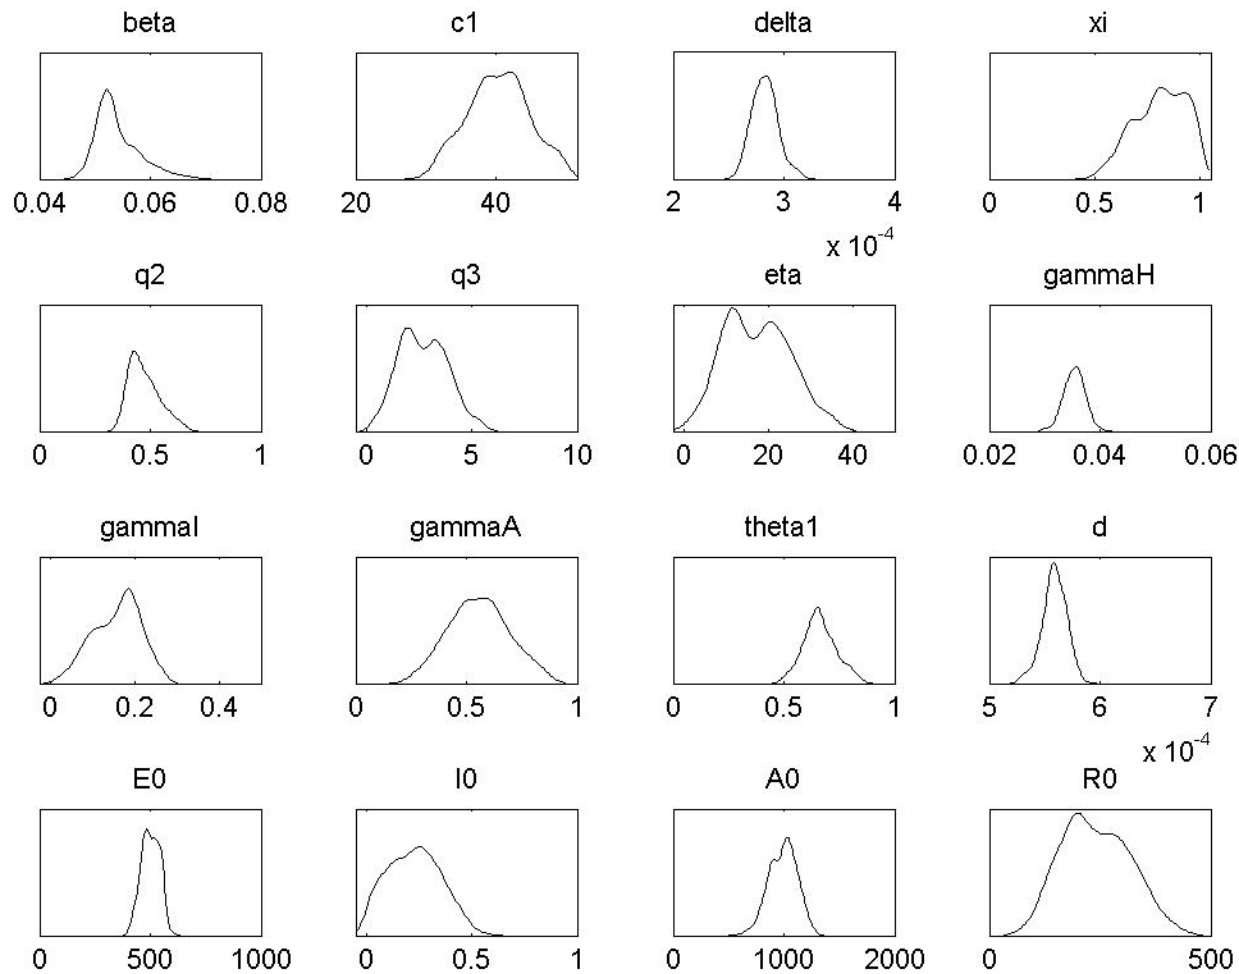 beta c1 delta xi
0.04 0.06 0.08 20 40 2 3 4 0 0.5 1
x 10⁻⁴
q2 q3 eta gammaH
0 0.5 1 0 5 10 0 20 40 0.02 0.04 0.06
gammaI gammaA theta1 d
0 0.2 0.4 0 0.5 1 0 0.5 1 5 6 7
x 10⁻⁴
E0 I0 A0 R0
0 500 1000 0 0.5 1 0 1000 2000 0 500